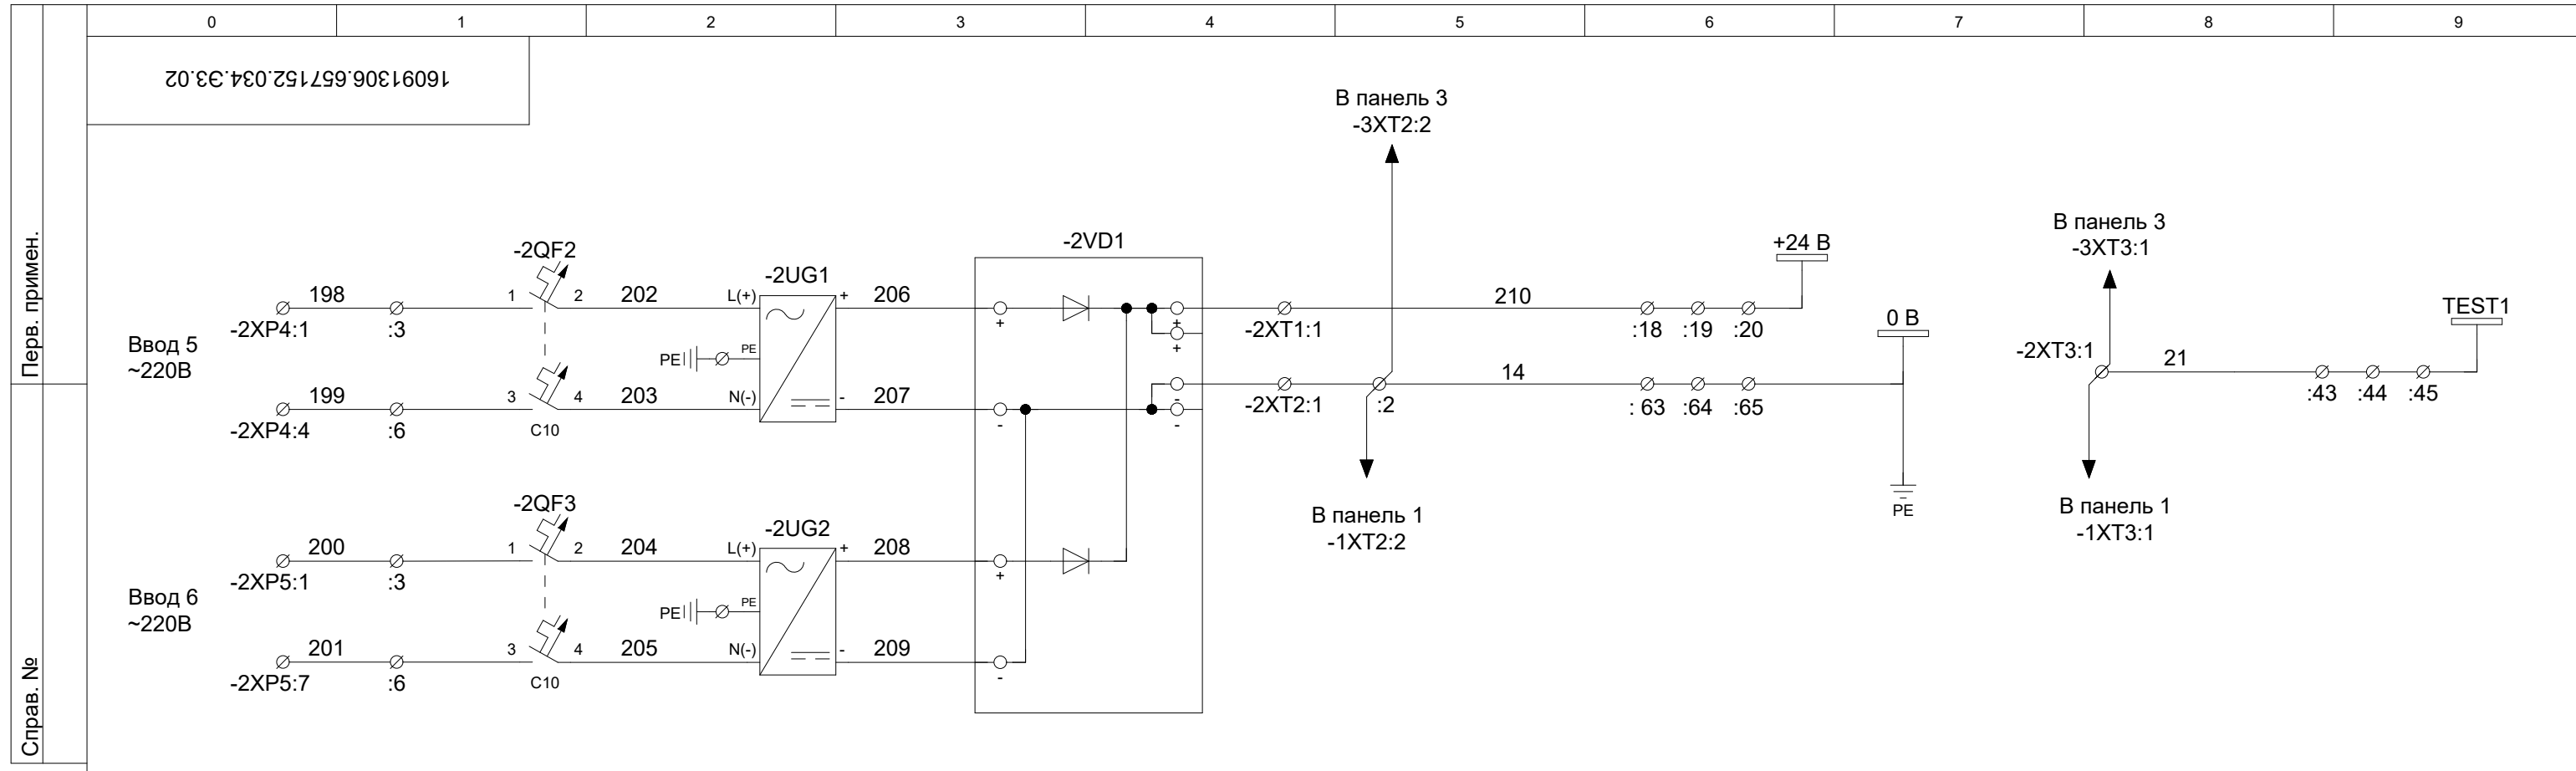 0 1 2 3 4 5 6 7 8 9
16091306.657152.034.ЭЗ.02
Перв. примен.
Справ. №
Ввод 5
~220В
-2XP4:1
198
:3
-2XP4:4
199
:6
-2QF2
1 2
3 4
C10
202
203
-2UG1
L(+)
PE PE
N(-)
+
-
206
207
Ввод 6
~220В
-2XP5:1
200
:3
-2XP5:7
201
:6
-2QF3
1 2
3 4
C10
204
205
-2UG2
L(+)
PE PE
N(-)
+
-
208
209
-2VD1
+
-
+
-
+
+
-
-
-2XT1:1
-2XT2:1
В панель 3
-3XT2:2
:2
В панель 1
-1XT2:2
210
14
:18 :19 :20
: 63 :64 :65
+24 В
0 В
PE
В панель 3
-3XT3:1
-2XT3:1
21
В панель 1
-1XT3:1
:43 :44 :45
TEST1